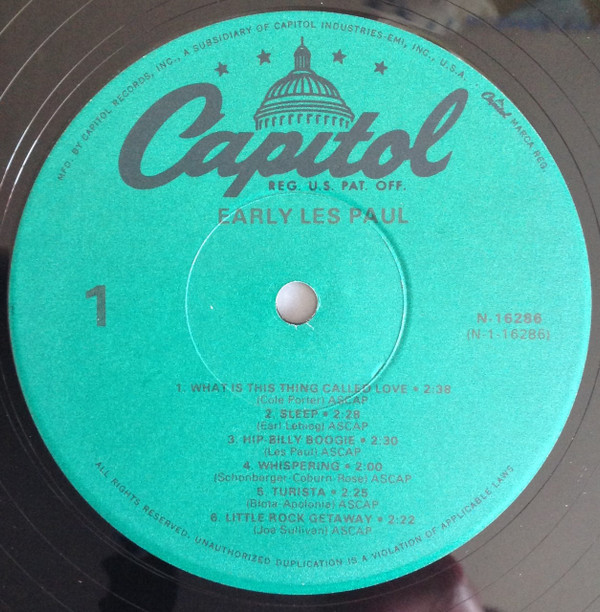 MFG. BY CAPITOL RECORDS, INC., A SUBSIDIARY OF CAPITOL INDUSTRIES-EMI, INC., U.S.A.
Capitol MARCA REG.
Capitol
REG. U.S. PAT. OFF.
EARLY LES PAUL
1
N-16286
(N-1-16286)
1. WHAT IS THIS THING CALLED LOVE • 2:38
(Cole Porter) ASCAP
2. SLEEP • 2:28
(Earl Lebieg) ASCAP
3. HIP-BILLY BOOGIE • 2:30
(Les Paul) ASCAP
4. WHISPERING • 2:00
(Schonberger-Coburn-Rose) ASCAP
5. TURISTA • 2:25
(Bima-Apolonio) ASCAP
6. LITTLE ROCK GETAWAY • 2:22
(Joe Sullivan) ASCAP
ALL RIGHTS RESERVED. UNAUTHORIZED DUPLICATION IS A VIOLATION OF APPLICABLE LAWS